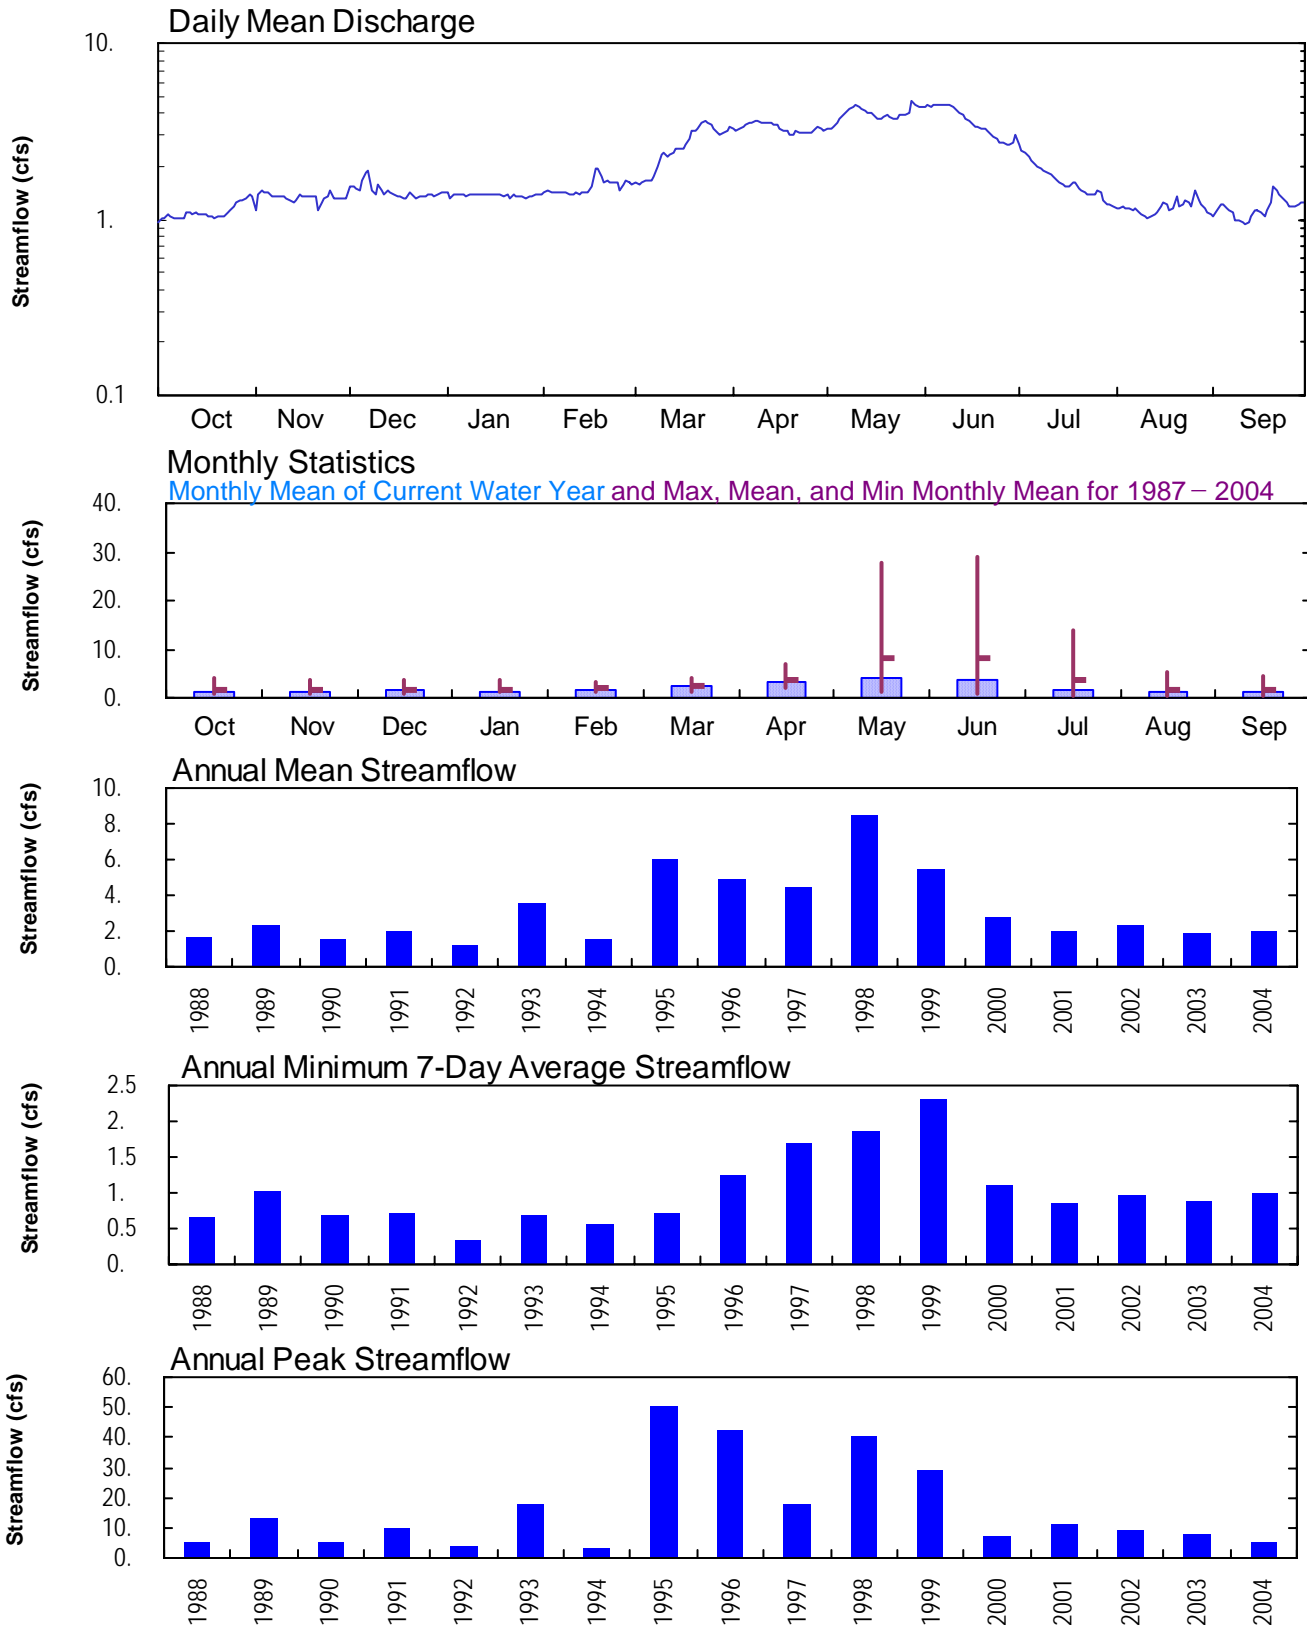 Daily Mean Discharge
Streamflow (cfs)
10.
1.
0.1
Oct Nov Dec Jan Feb Mar Apr May Jun Jul Aug Sep
Monthly Statistics
Monthly Mean of Current Water Year and Max, Mean, and Min Monthly Mean for 1987 – 2004
Streamflow (cfs)
40.
30.
20.
10.
0.
Oct Nov Dec Jan Feb Mar Apr May Jun Jul Aug Sep
Annual Mean Streamflow
Streamflow (cfs)
10.
8.
6.
4.
2.
0.
1988 1989 1990 1991 1992 1993 1994 1995 1996 1997 1998 1999 2000 2001 2002 2003 2004
Annual Minimum 7-Day Average Streamflow
Streamflow (cfs)
2.5
2.
1.5
1.
0.5
0.
1988 1989 1990 1991 1992 1993 1994 1995 1996 1997 1998 1999 2000 2001 2002 2003 2004
Annual Peak Streamflow
Streamflow (cfs)
60.
50.
40.
30.
20.
10.
0.
1988 1989 1990 1991 1992 1993 1994 1995 1996 1997 1998 1999 2000 2001 2002 2003 2004